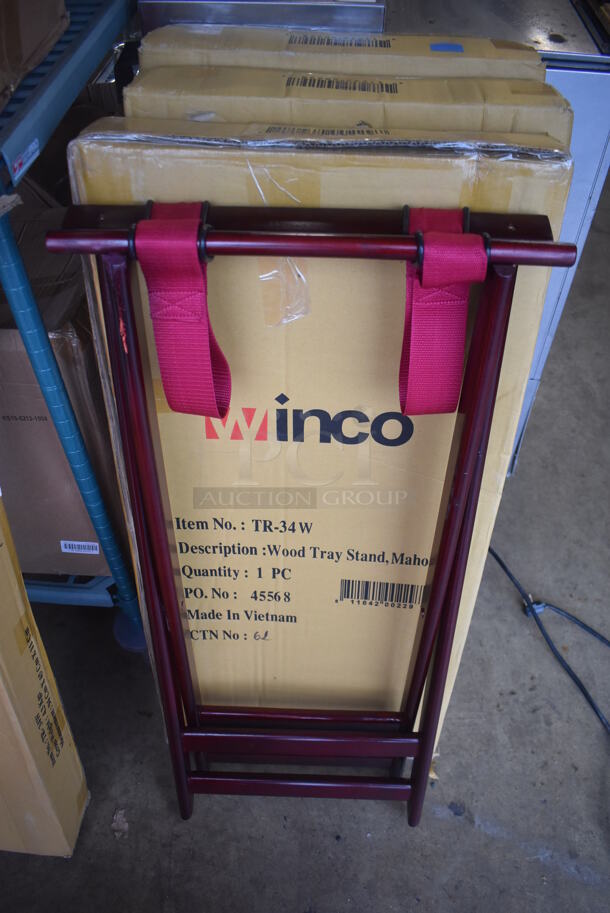 Winco
PCI
AUCTION GROUP
Item No.: TR-34W
Description :Wood Tray Stand, Maho
Quantity : 1 PC
PO. No : 45568
Made In Vietnam
CTN No : 62